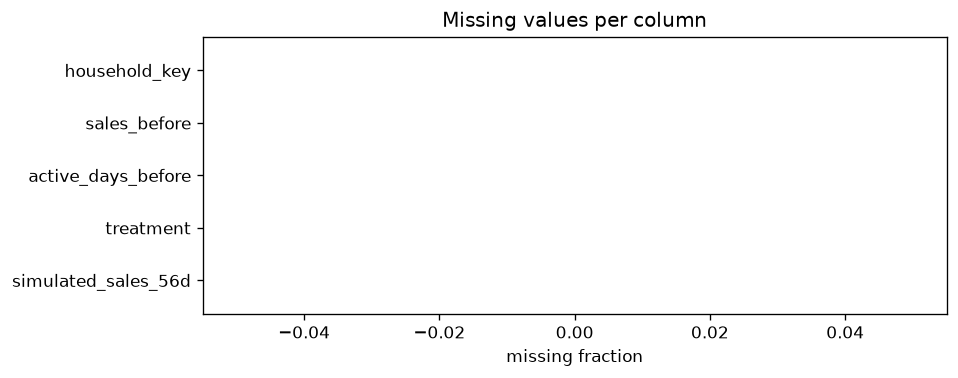 Missing values per column
household_key
sales_before
active_days_before
treatment
simulated_sales_56d
−0.04 −0.02 0.00 0.02 0.04
missing fraction